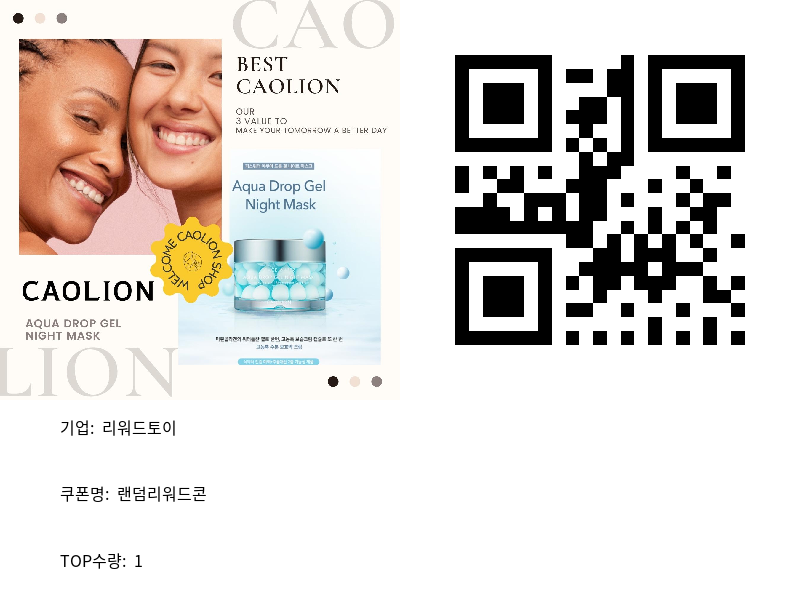 CAO
BEST
CAOLION
OUR
3 VALUE TO
MAKE YOUR TOMORROW A BETTER DAY
Aqua Drop Gel
Night Mask
WELCOME CAOLION SHOP
CAOLION
AQUA DROP GEL
NIGHT MASK
LION
기업: 리워드토이
쿠폰명: 랜덤리워드콘
TOP수량: 1